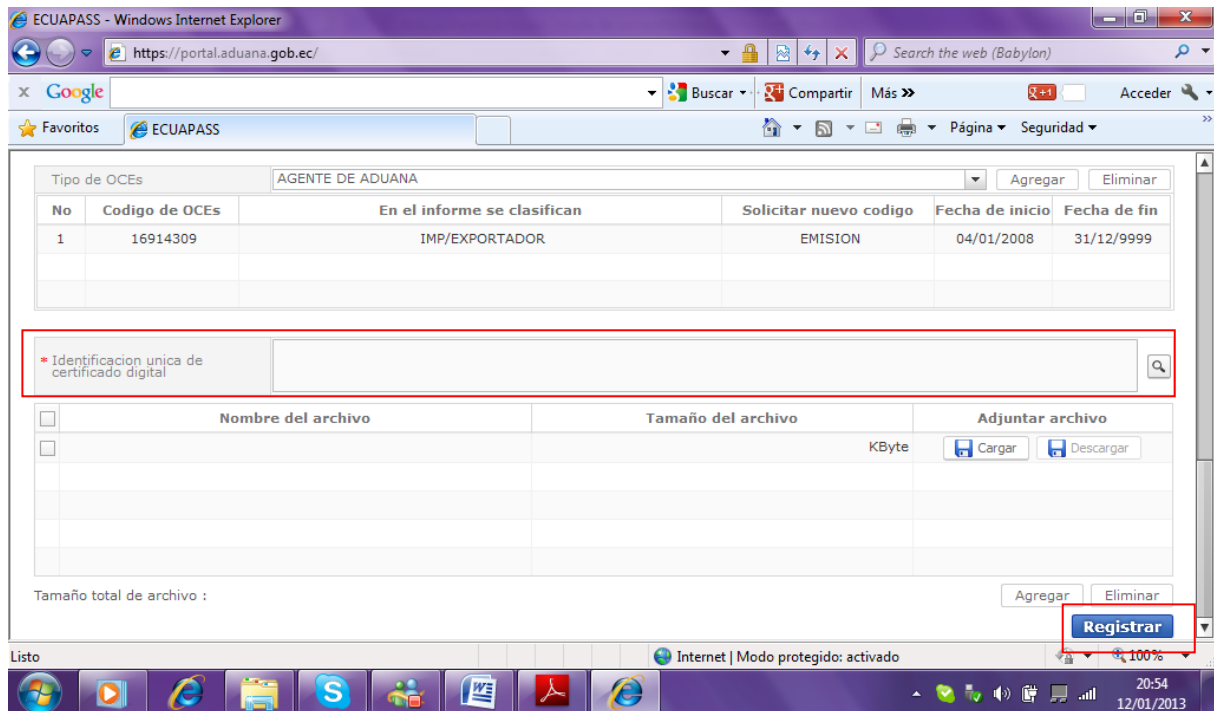 ECUAPASS - Windows Internet Explorer
https://portal.aduana.gob.ec/
Search the web (Babylon)
x Google Buscar Compartir Más >> +1 Acceder
Favoritos ECUAPASS Página Seguridad >>
Tipo de OCEs AGENTE DE ADUANA Agregar Eliminar
No Codigo de OCEs En el informe se clasifican Solicitar nuevo codigo Fecha de inicio Fecha de fin
1 16914309 IMP/EXPORTADOR EMISION 04/01/2008 31/12/9999
* Identificacion unica de
certificado digital
Nombre del archivo Tamaño del archivo Adjuntar archivo
KByte Cargar Descargar
Tamaño total de archivo :
Agregar Eliminar
Registrar
Listo Internet | Modo protegido: activado 100%
20:54
12/01/2013